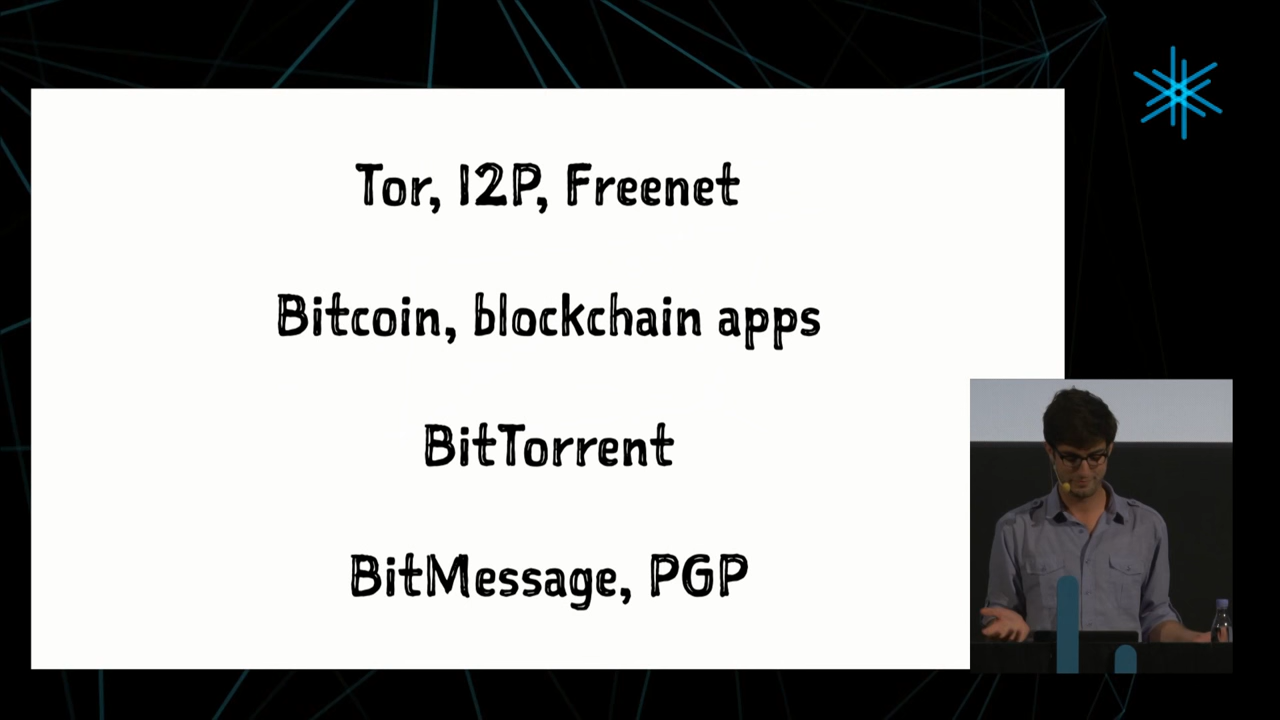 Tor, I2P, Freenet
Bitcoin, blockchain apps
BitTorrent
BitMessage, PGP